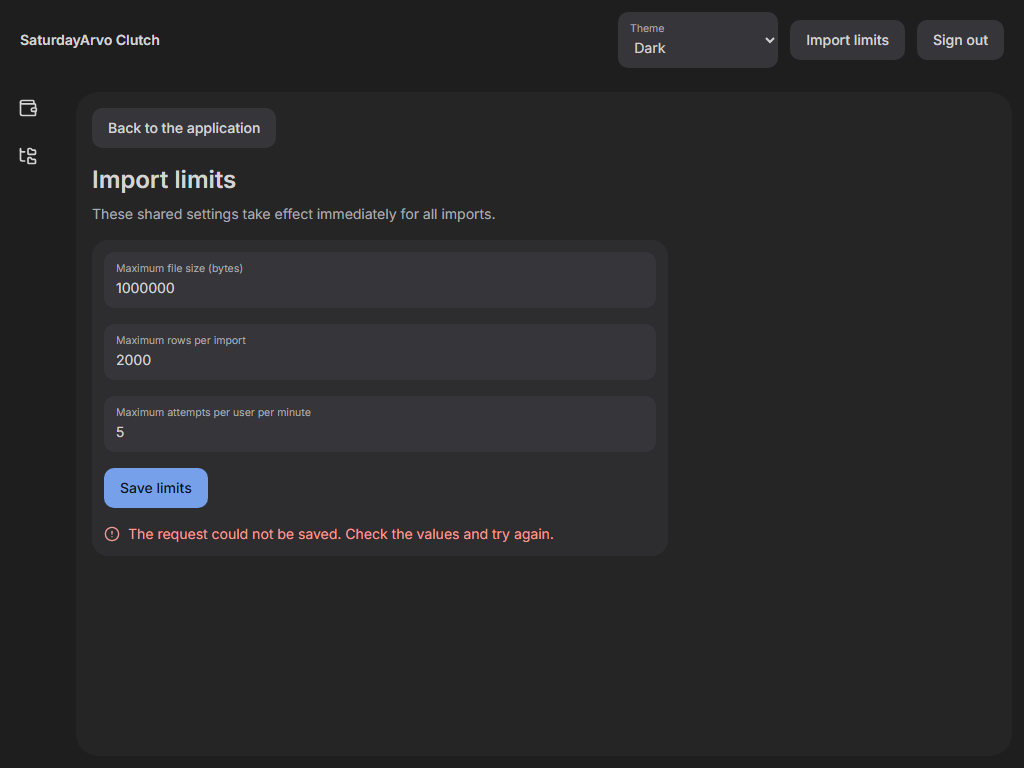 SaturdayArvo Clutch
Theme
Dark
Import limits
Sign out
Back to the application
Import limits
These shared settings take effect immediately for all imports.
Maximum file size (bytes)
1000000
Maximum rows per import
2000
Maximum attempts per user per minute
5
Save limits
The request could not be saved. Check the values and try again.